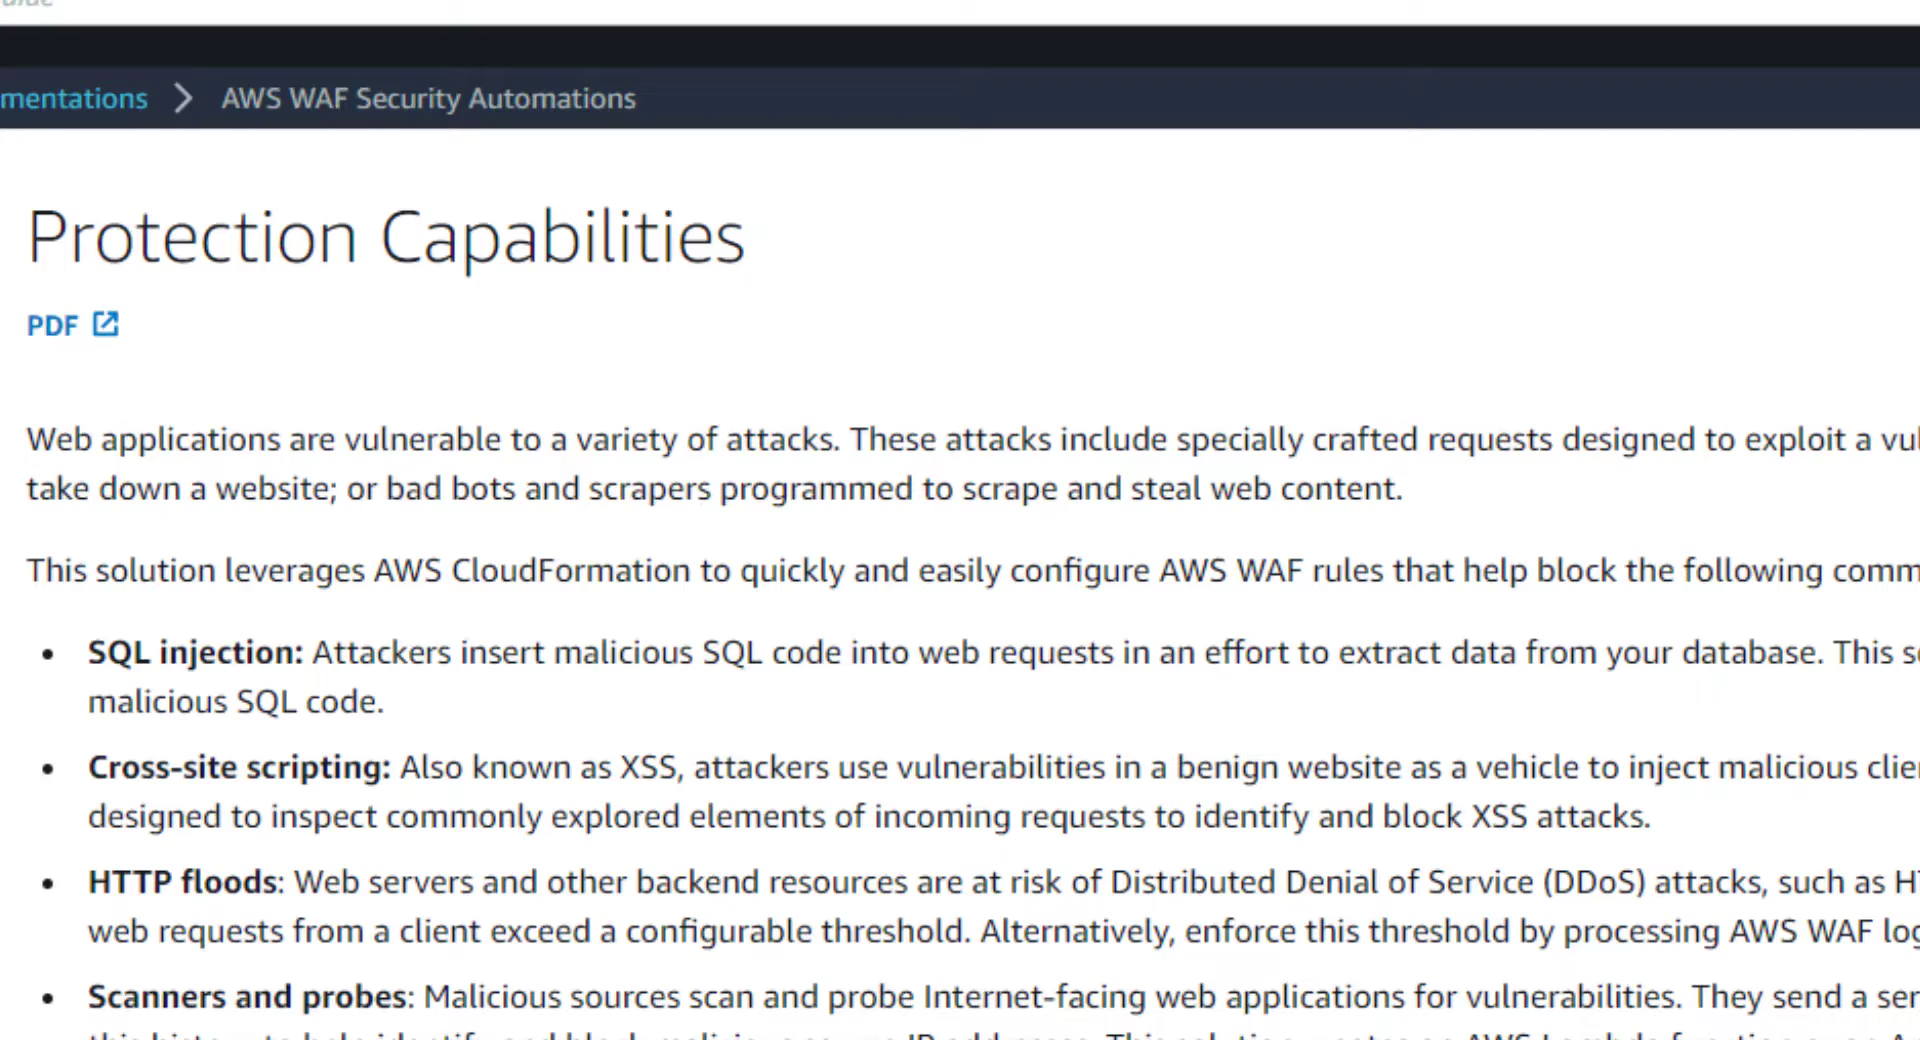 mentations > AWS WAF Security Automations
Protection Capabilities
PDF
Web applications are vulnerable to a variety of attacks. These attacks include specially crafted requests designed to exploit a vul
take down a website; or bad bots and scrapers programmed to scrape and steal web content.
This solution leverages AWS CloudFormation to quickly and easily configure AWS WAF rules that help block the following comm
• SQL injection: Attackers insert malicious SQL code into web requests in an effort to extract data from your database. This s
malicious SQL code.
• Cross-site scripting: Also known as XSS, attackers use vulnerabilities in a benign website as a vehicle to inject malicious clie
designed to inspect commonly explored elements of incoming requests to identify and block XSS attacks.
• HTTP floods: Web servers and other backend resources are at risk of Distributed Denial of Service (DDoS) attacks, such as H
web requests from a client exceed a configurable threshold. Alternatively, enforce this threshold by processing AWS WAF log
• Scanners and probes: Malicious sources scan and probe Internet-facing web applications for vulnerabilities. They send a ser